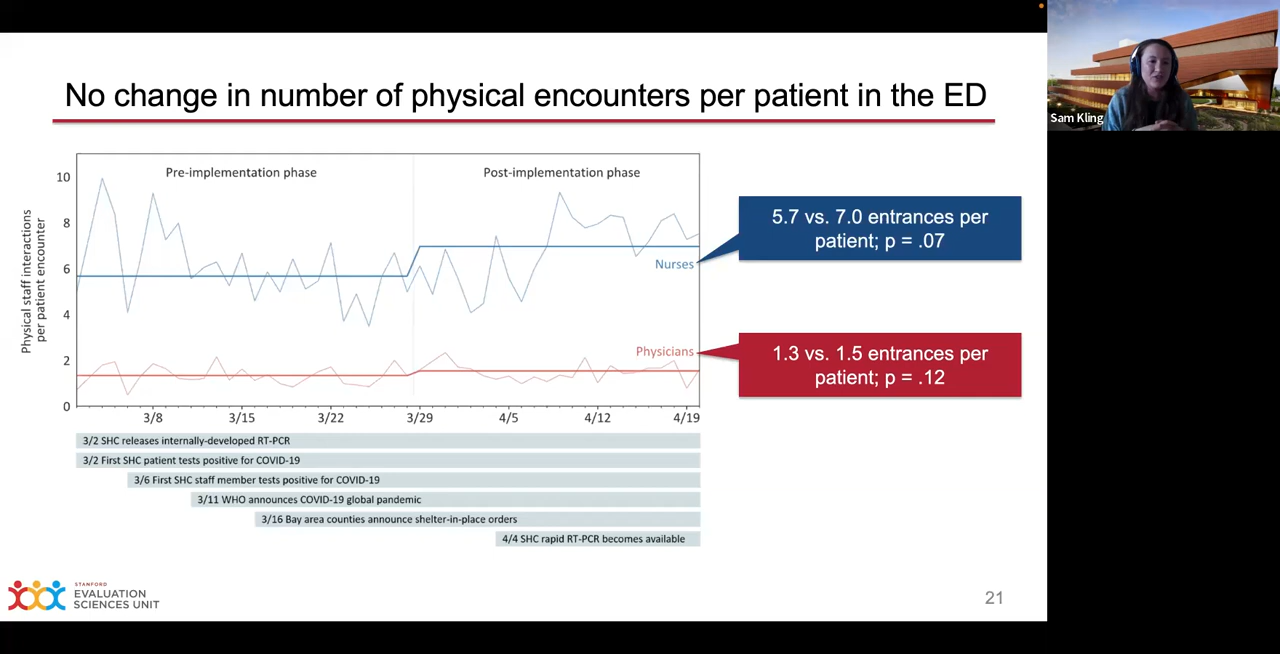 No change in number of physical encounters per patient in the ED
Sam Kling
Physical staff interactions
per patient encounter
10
8
6
4
2
0
Pre-implementation phase
Post-implementation phase
Nurses
Physicians
3/8
3/15
3/22
3/29
4/5
4/12
4/19
5.7 vs. 7.0 entrances per
patient; p = .07
1.3 vs. 1.5 entrances per
patient; p = .12
3/2 SHC releases internally-developed RT-PCR
3/2 First SHC patient tests positive for COVID-19
3/6 First SHC staff member tests positive for COVID-19
3/11 WHO announces COVID-19 global pandemic
3/16 Bay area counties announce shelter-in-place orders
4/4 SHC rapid RT-PCR becomes available
STANFORD
EVALUATION
SCIENCES UNIT
21